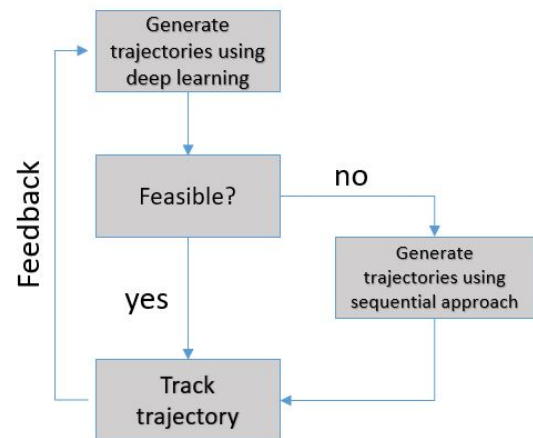 Generate
trajectories using
deep learning
Feasible?
no
Generate
trajectories using
sequential approach
yes
Feedback
Track
trajectory